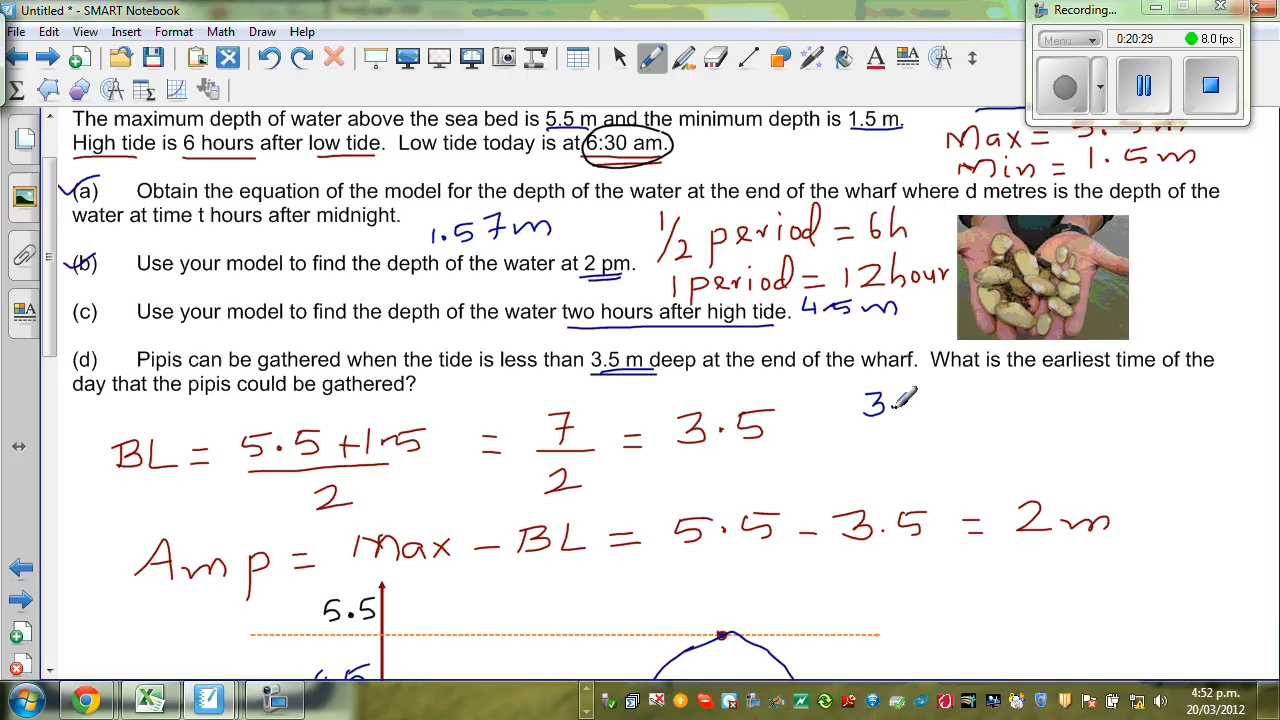 Untitled * - SMART Notebook
Recording...
File Edit View Insert Format Math Draw Help
Menu
0:20:29
8.0 fps
The maximum depth of water above the sea bed is 5.5 m and the minimum depth is 1.5 m.
High tide is 6 hours after low tide. Low tide today is at 6:30 am.
Max = 5.5m
Min = 1.5m
(a) Obtain the equation of the model for the depth of the water at the end of the wharf where d metres is the depth of the
water at time t hours after midnight.
1.57m
1/2 period = 6h
(b) Use your model to find the depth of the water at 2 pm.
1 period = 12hour
(c) Use your model to find the depth of the water two hours after high tide.
4.5 m
(d) Pipis can be gathered when the tide is less than 3.5 m deep at the end of the wharf. What is the earliest time of the
day that the pipis could be gathered?
3.
BL = 5.5+1.5 / 2 = 7 / 2 = 3.5
Amp = Max - BL = 5.5 - 3.5 = 2m
5.5
4:52 p.m.
20/03/2012